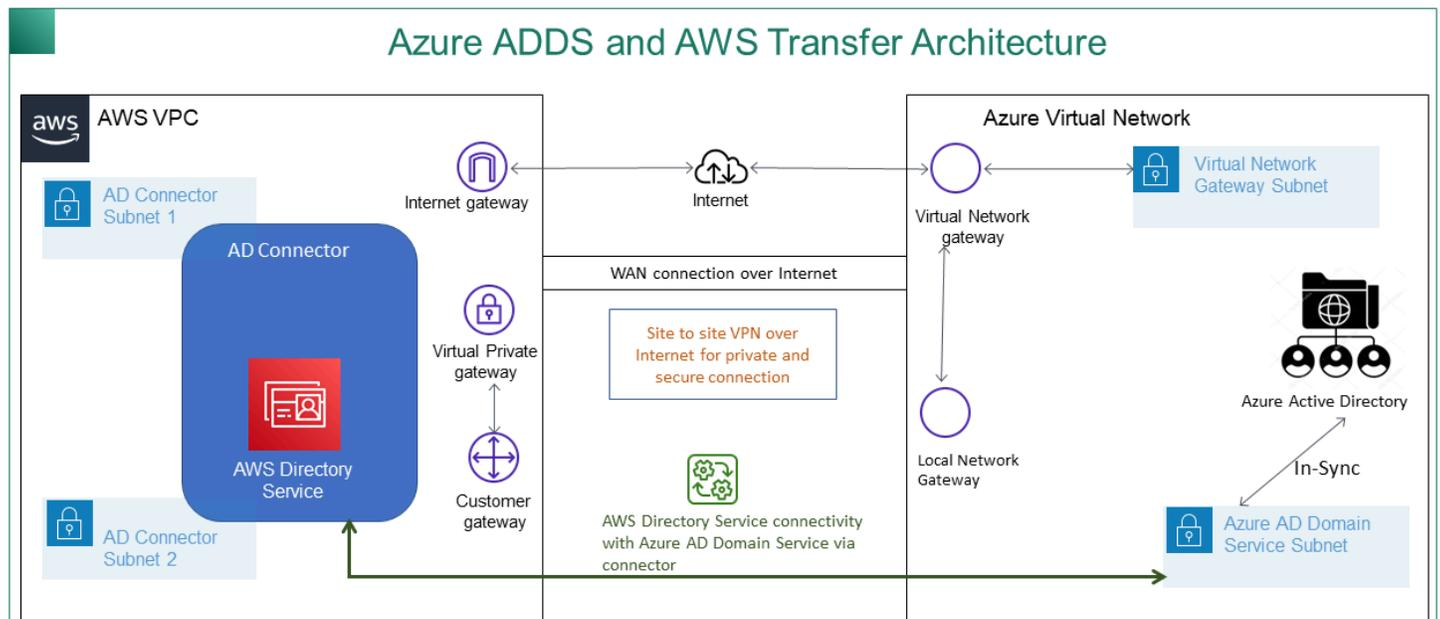 Azure ADDS and AWS Transfer Architecture
aws
AWS VPC
AD Connector
Subnet 1
AD Connector
AWS Directory
Service
AD Connector
Subnet 2
Internet gateway
Virtual Private
gateway
Customer
gateway
Internet
WAN connection over Internet
Site to site VPN over
Internet for private and
secure connection
AWS Directory Service connectivity
with Azure AD Domain Service via
connector
Azure Virtual Network
Virtual Network
gateway
Virtual Network
Gateway Subnet
Local Network
Gateway
Azure Active Directory
In-Sync
Azure AD Domain
Service Subnet